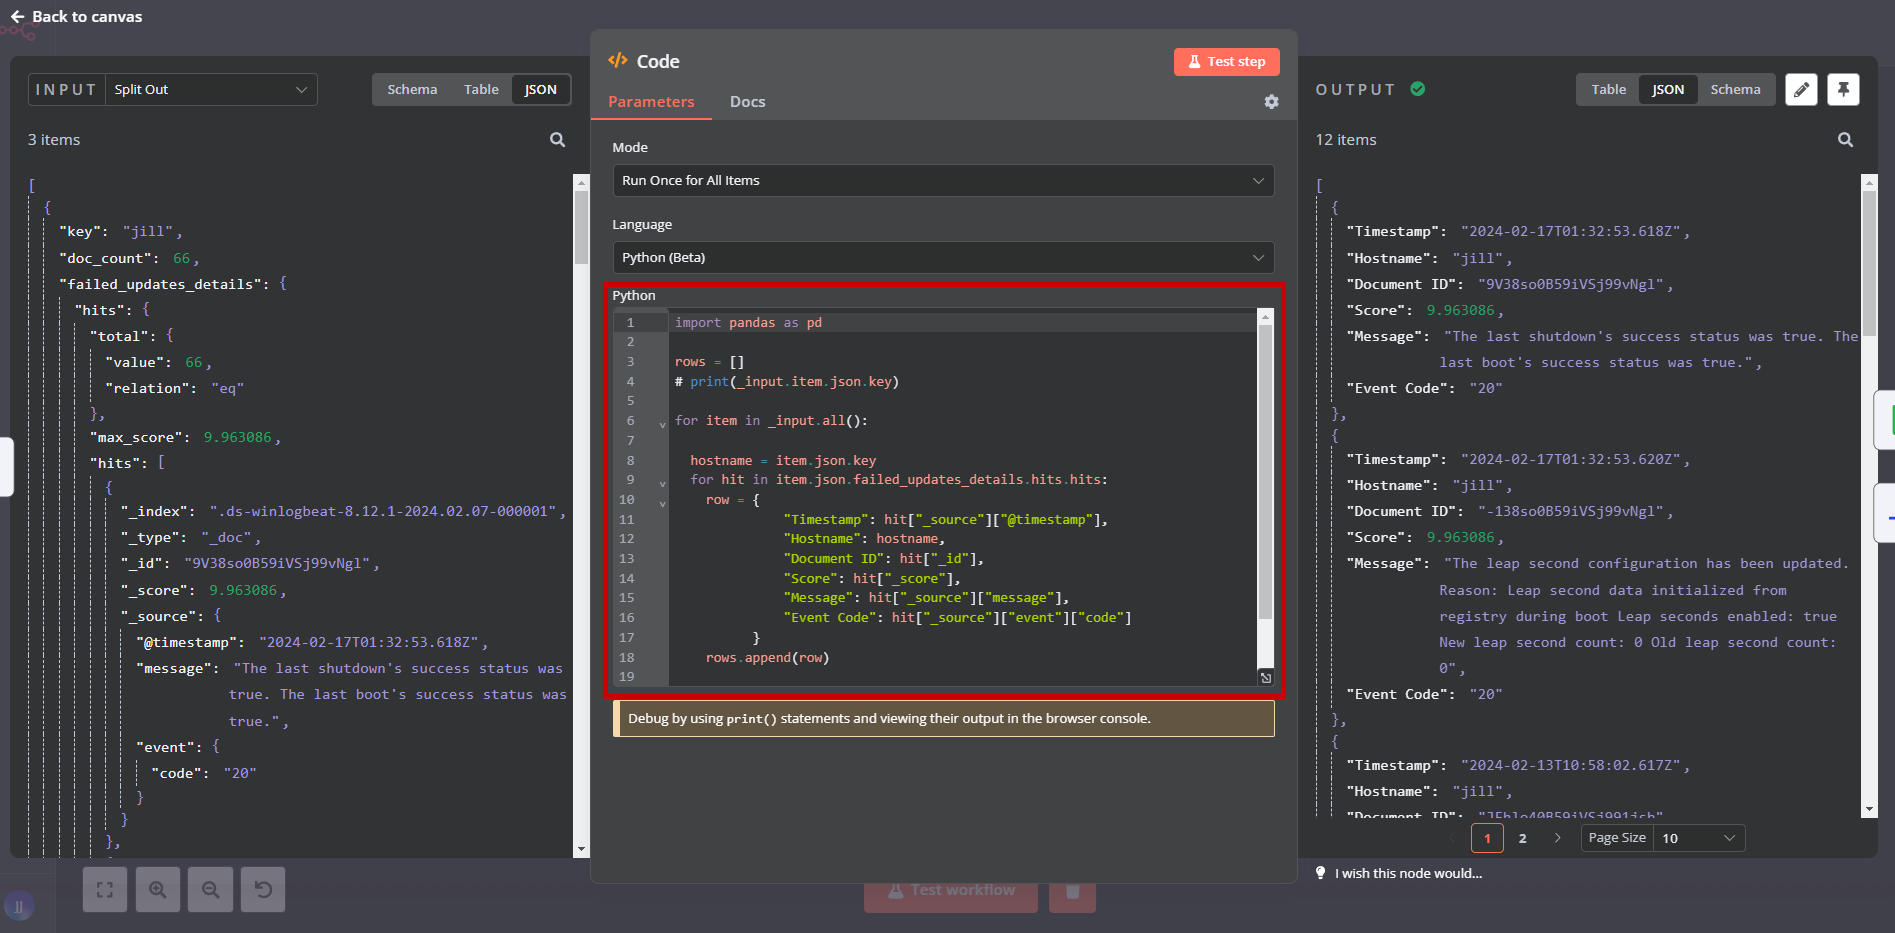 Back to canvas
INPUT Split Out
Schema Table JSON
3 items
[
{
"key": "jill",
"doc_count": 66,
"failed_updates_details": {
"hits": {
"total": {
"value": 66,
"relation": "eq"
},
"max_score": 9.963086,
"hits": [
{
"_index": ".ds-winlogbeat-8.12.1-2024.02.07-000001",
"_type": "_doc",
"_id": "9V38so0B59iVSj99vNgl",
"_score": 9.963086,
"_source": {
"@timestamp": "2024-02-17T01:32:53.618Z",
"message": "The last shutdown's success status was
true. The last boot's success status was
true.",
"event": {
"code": "20"
}
}
},
Code
Test step
Parameters Docs
Mode
Run Once for All Items
Language
Python (Beta)
Python
1 import pandas as pd
2
3 rows = []
4 # print(_input.item.json.key)
5
6 for item in _input.all():
7
8 hostname = item.json.key
9 for hit in item.json.failed_updates_details.hits.hits:
10 row = {
11 "Timestamp": hit["_source"]["@timestamp"],
12 "Hostname": hostname,
13 "Document ID": hit["_id"],
14 "Score": hit["_score"],
15 "Message": hit["_source"]["message"],
16 "Event Code": hit["_source"]["event"]["code"]
17 }
18 rows.append(row)
19
Debug by using print() statements and viewing their output in the browser console.
OUTPUT
Table JSON Schema
12 items
[
{
"Timestamp": "2024-02-17T01:32:53.618Z",
"Hostname": "jill",
"Document ID": "9V38so0B59iVSj99vNgl",
"Score": 9.963086,
"Message": "The last shutdown's success status was true. The
last boot's success status was true.",
"Event Code": "20"
},
{
"Timestamp": "2024-02-17T01:32:53.620Z",
"Hostname": "jill",
"Document ID": "-138so0B59iVSj99vNgl",
"Score": 9.963086,
"Message": "The leap second configuration has been updated.
Reason: Leap second data initialized from
registry during boot Leap seconds enabled: true
New leap second count: 0 Old leap second count:
0",
"Event Code": "20"
},
{
"Timestamp": "2024-02-13T10:58:02.617Z",
"Hostname": "jill",
"Document ID":
1 2 Page Size 10
I wish this node would...
Test workflow
JJ